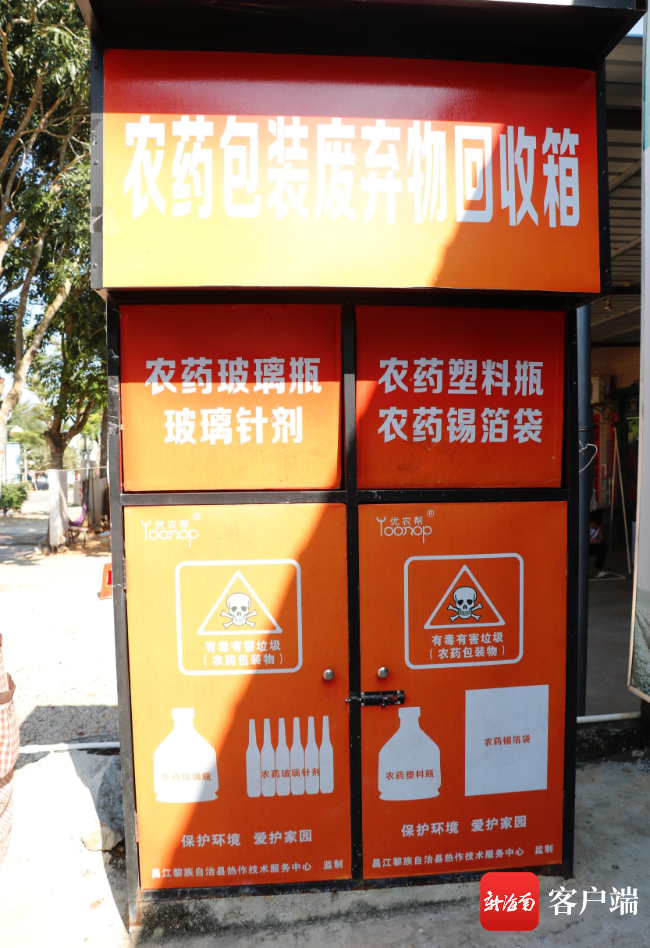 农药包装废弃物回收箱
农药玻璃瓶
玻璃针剂
农药塑料瓶
农药锡箔袋
优农帮®
Yoonop
有毒有害垃圾
(农药包装物)
农药玻璃瓶
农药玻璃针剂
保护环境 爱护家园
昌江黎族自治县热作技术服务中心 监制
优农帮®
Yoonop
有毒有害垃圾
(农药包装物)
农药塑料瓶
农药锡箔袋
保护环境 爱护家园
昌江黎族自治县热作技术服务中心 监制
新海南 客户端